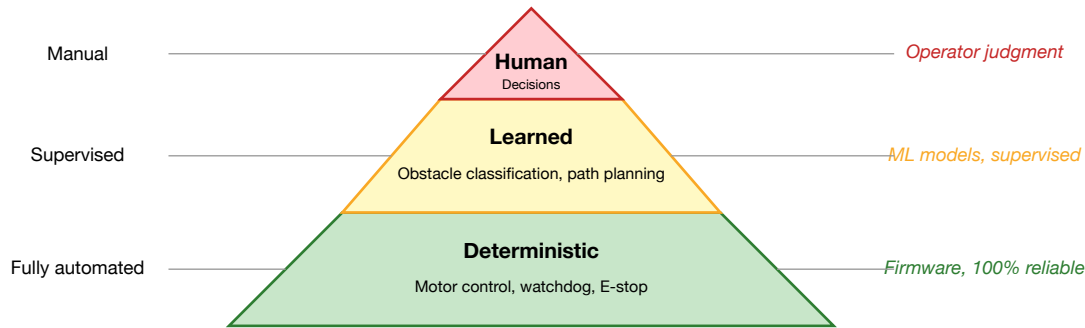 Manual
Human
Decisions
Operator judgment
Supervised
Learned
Obstacle classification, path planning
ML models, supervised
Fully automated
Deterministic
Motor control, watchdog, E-stop
Firmware, 100% reliable